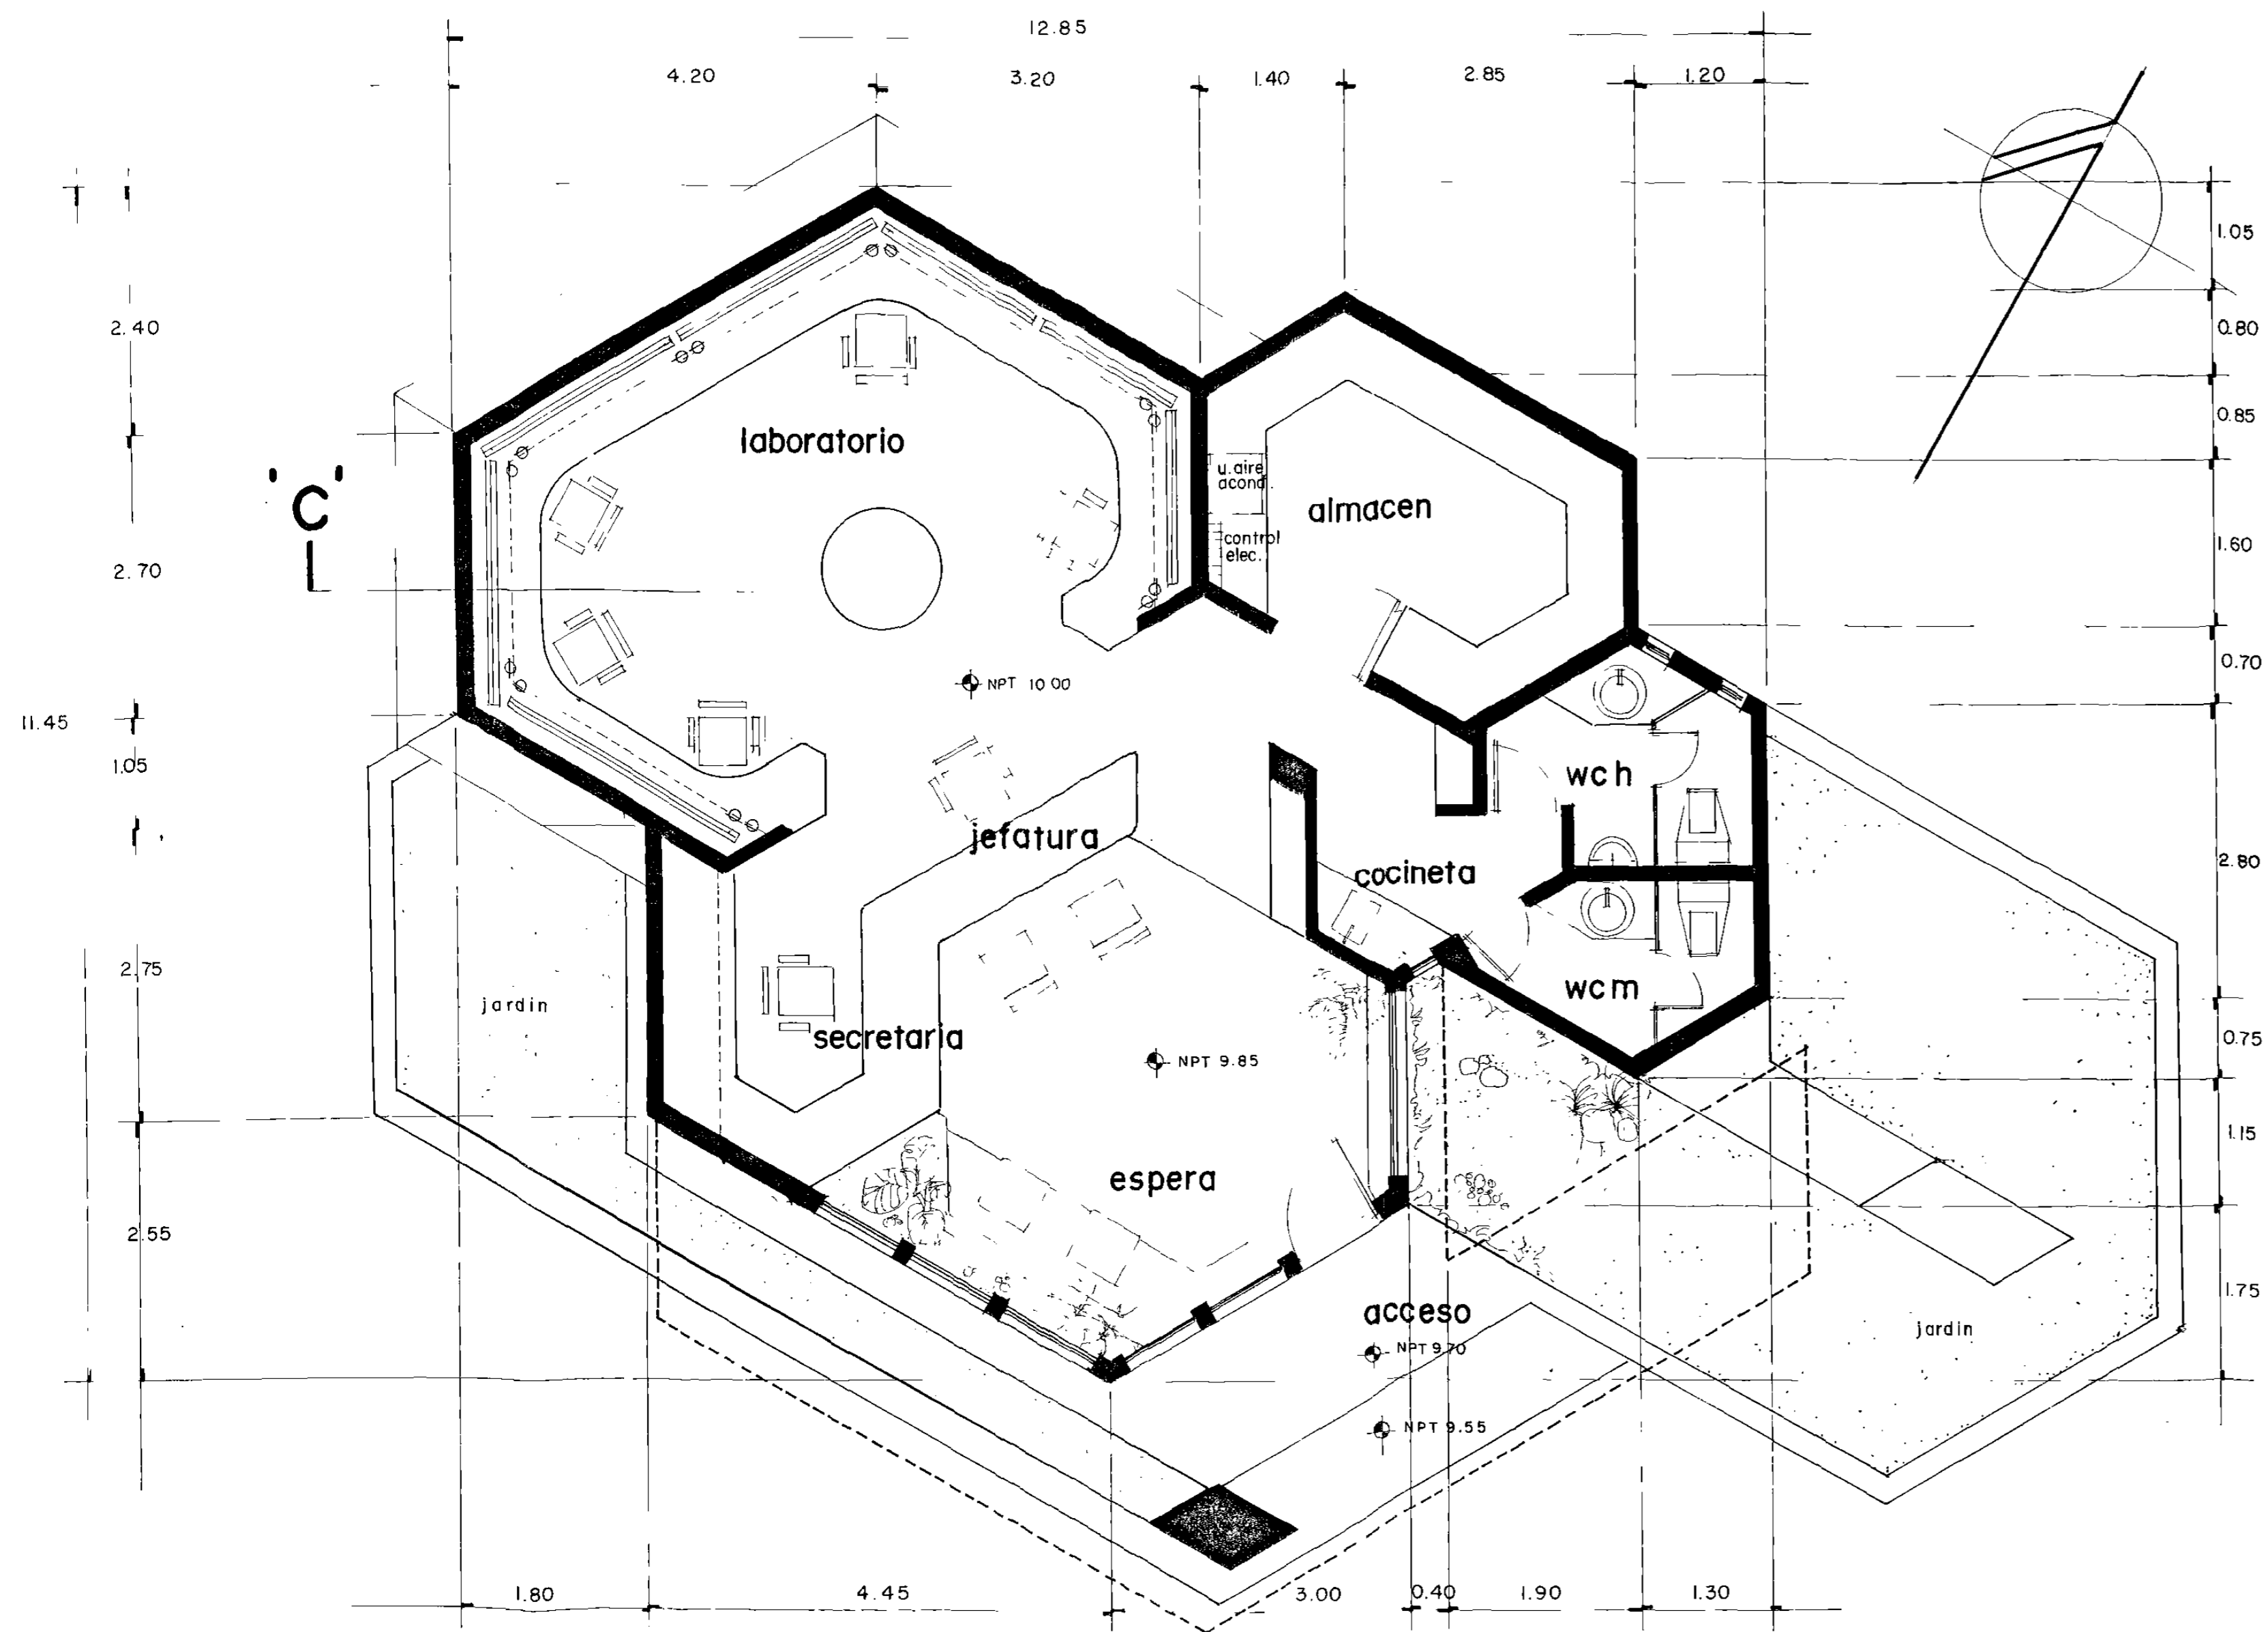 12.85
4.20
3.20
1.40
2.85
1.20
1.05
2.40
0.80
0.85
laboratorio
'C'
u. aire
acond.
almacen
control
elec.
1.60
2.70
0.70
NPT 10 00
11.45
1.05
wch
jefatura
cocineta
2.80
2.75
jardin
wcm
secretaria
NPT 9.85
0.75
1.15
espera
2.55
1.75
acceso
jardin
NPT 9.70
NPT 9.55
1.80
4.45
3.00
0.40
1.90
1.30